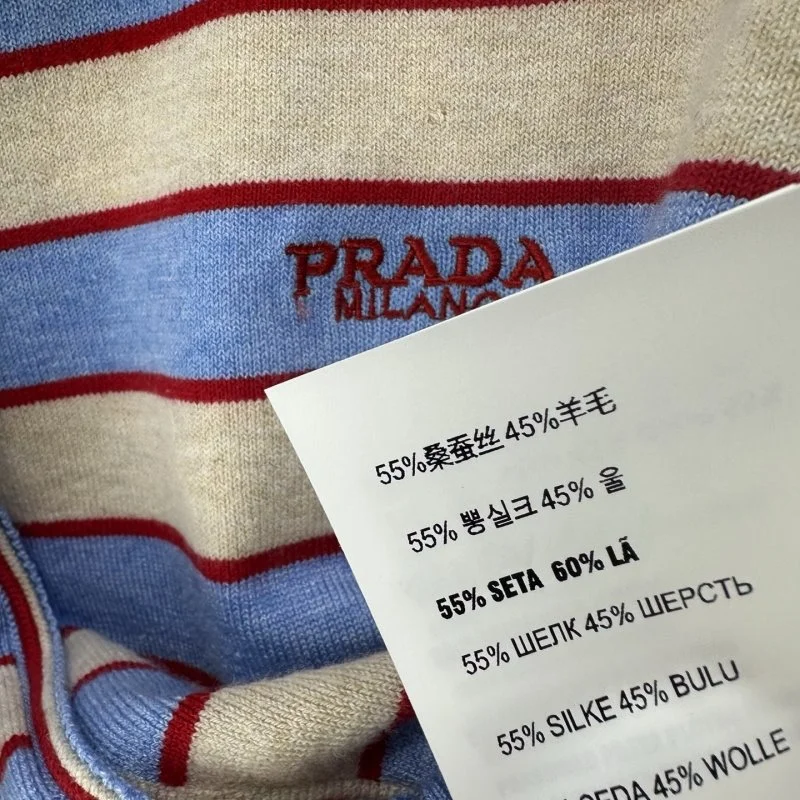 PRADA
MILANO
55%桑蚕丝 45%羊毛
55% 뽕실크 45% 울
55% SETA 60% LÃ
55% ШЕЛК 45% ШЕРСТЬ
55% SILKE 45% BULU
45% WOLLE